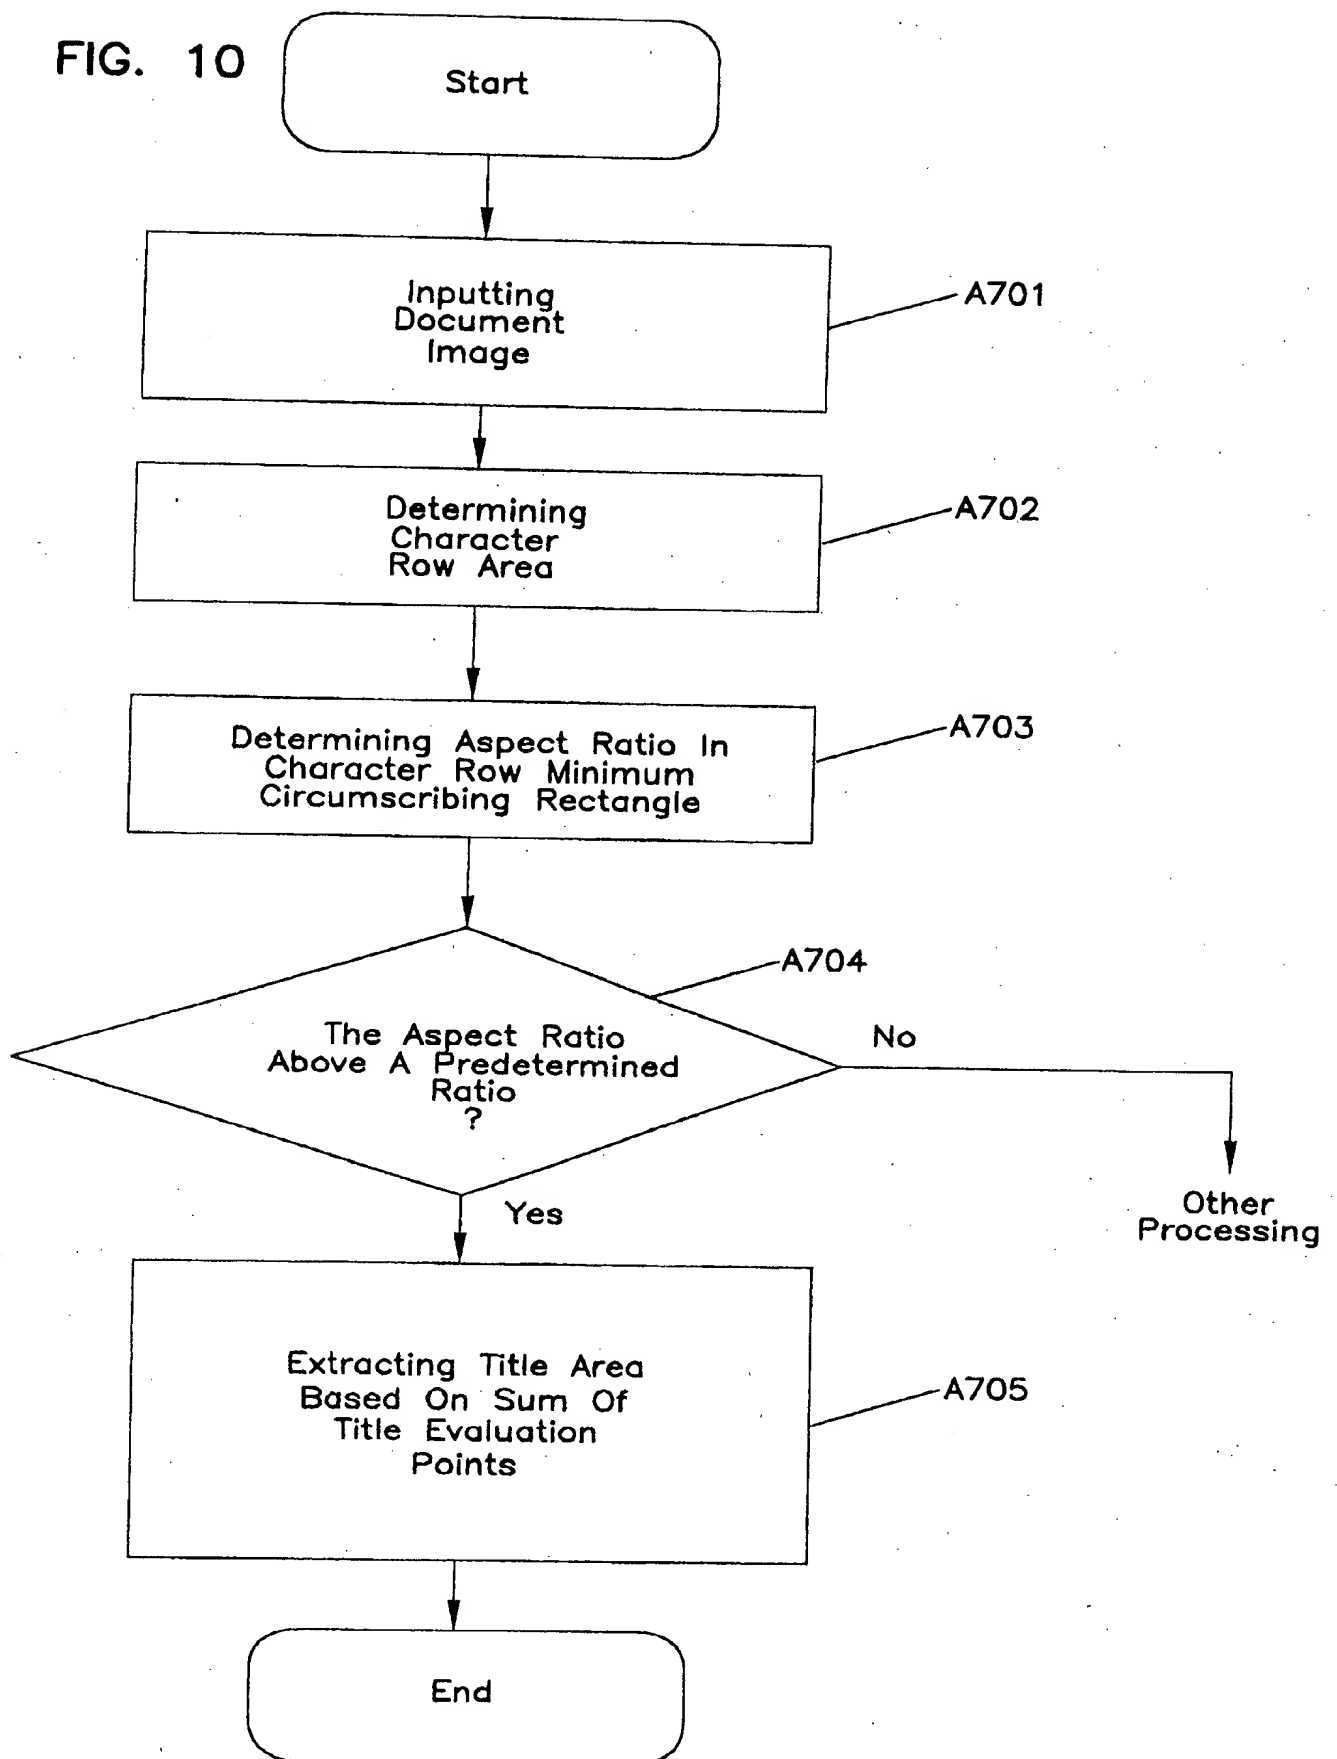 FIG. 10
Start
Inputting
Document
Image
A701
Determining
Character
Row Area
A702
Determining Aspect Ratio In
Character Row Minimum
Circumscribing Rectangle
A703
A704
The Aspect Ratio
Above A Predetermined
Ratio
?
No
Yes
Other
Processing
Extracting Title Area
Based On Sum Of
Title Evaluation
Points
A705
End